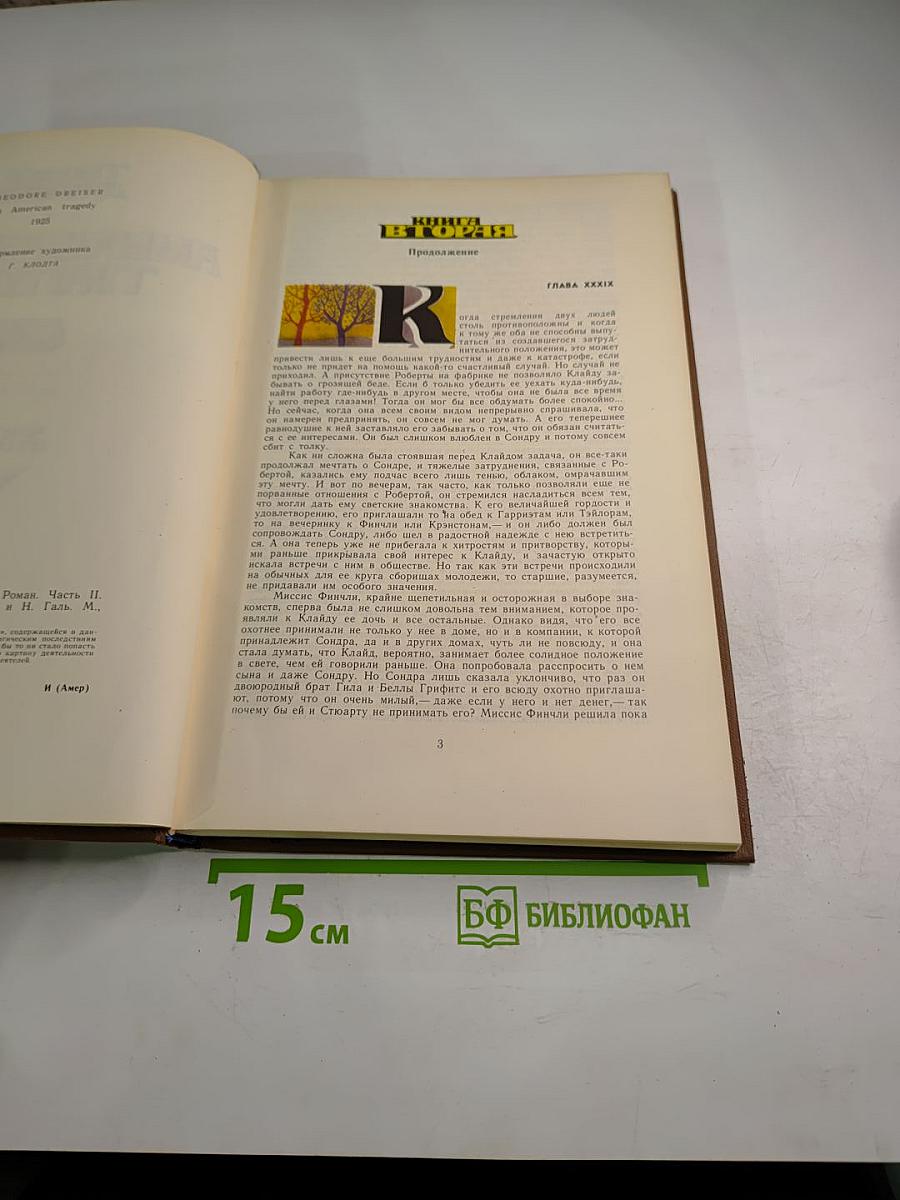 EODORE DREISER
American tragedy
1925
рмление художника
Г КЛОДТА
Роман. Часть II.
и Н. Галь. М.,
», содержащейся и дан-
гическим последствиям
бы то ни стало попасть
ю картину деятельности
еятелей.
И (Амер)
КНИГА
ВТОРАЯ
Продолжение
ГЛАВА XXXIX
Когда стремления двух людей
столь противоположны и когда
к тому же оба не способны выпу-
таться из создавшегося затруд-
нительного положения, это может
привести лишь к еще большим трудностям и даже к катастрофе, если
только не придет на помощь какой-то счастливый случай. Но случай не
приходил. А присутствие Роберты на фабрике не позволяло Клайду за-
бывать о грозящей беде. Если б только убедить ее уехать куда-нибудь,
найти работу где-нибудь в другом месте, чтобы она не была все время
у него перед глазами! Тогда он мог бы все обдумать более спокойно...
Но сейчас, когда она всем своим видом непрерывно спрашивала, что
он намерен предпринять, он совсем не мог думать. А его теперешнее
равнодушие к ней заставляло его забывать о том, что он обязан считать-
ся с ее интересами. Он был слишком влюблен в Сондру и потому совсем
сбит с толку.
Как ни сложна была стоявшая перед Клайдом задача, он все-таки
продолжал мечтать о Сондре, и тяжелые затруднения, связанные с Ро-
бертой, казались ему подчас всего лишь тенью, облаком, омрачавшим
эту мечту. И вот по вечерам, так часто, как только позволяли еще не
порванные отношения с Робертой, он стремился насладиться всем тем,
что могли дать ему светские знакомства. К его величайшей гордости и
удовлетворению, его приглашали то на обед к Гарриэтам или Тэйлорам,
то на вечеринку к Финчли или Крэнстонам,— и он либо должен был
сопровождать Сондру, либо шел в радостной надежде с нею встретить-
ся. А она теперь уже не прибегала к хитростям и притворству, которы-
ми раньше прикрывала свой интерес к Клайду, и зачастую открыто
искала встречи с ним в обществе. Но так как эти встречи происходили
на обычных для ее круга сборищах молодежи, то старшие, разумеется,
не придавали им особого значения.
Миссис Финчли, крайне щепетильная и осторожная в выборе зна-
комств, сперва была не слишком довольна тем вниманием, которое про-
являли к Клайду ее дочь и все остальные. Однако видя, что его все
охотнее принимали не только у нее в доме, но и в компании, к которой
принадлежит Сондра, да и в других домах, чуть ли не повсюду, и она
стала думать, что Клайд, вероятно, занимает более солидное положение
в свете, чем ей говорили раньше. Она попробовала расспросить о нем
сына и даже Сондру. Но Сондра лишь сказала уклончиво, что раз он
двоюродный брат Гила и Беллы Грифитс и его всюду охотно приглаша-
ют, потому что он очень милый,— даже если у него и нет денег,— так
почему бы ей и Стюарту не принимать его? Миссис Финчли решила пока
3
15 см
БФ БИБЛИОФАН